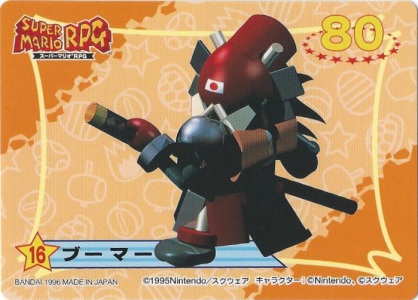 SUPER MARIO RPG
スーパーマリオRPG
80
16 ブーマー
BANDAI 1996 MADE IN JAPAN
©1995Nintendo/スクウェア キャラクター:©Nintendo, ©スクウェア